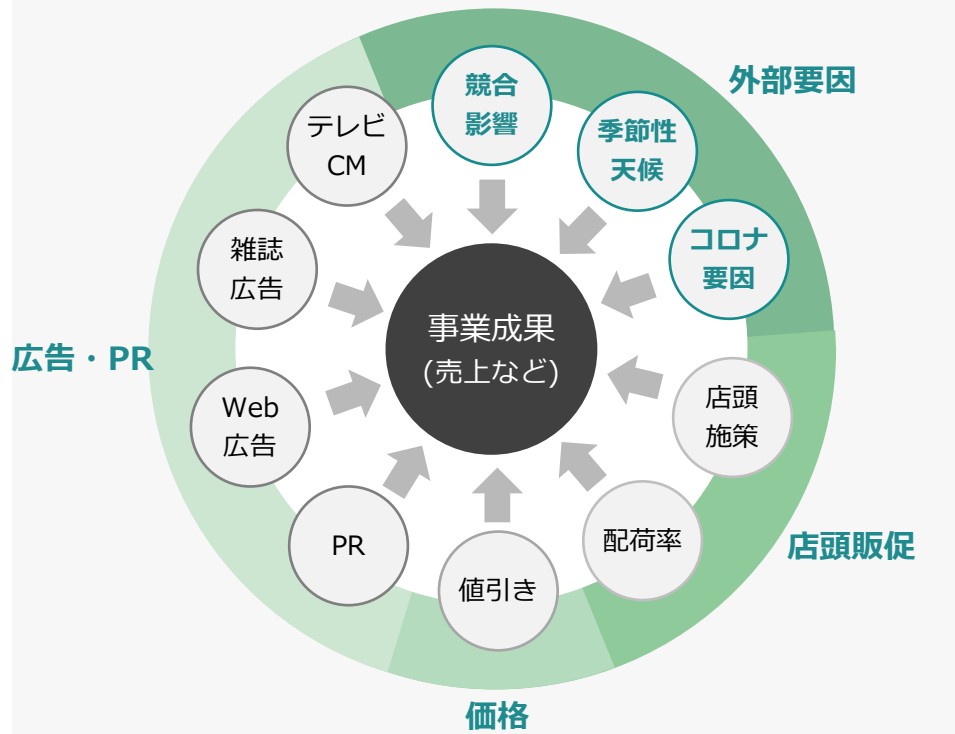 外部要因
競合
影響
季節性
天候
コロナ
要因
テレビ
CM
雑誌
広告
Web
広告
PR
広告・PR
事業成果
(売上など)
店頭
施策
配荷率
店頭販促
値引き
価格